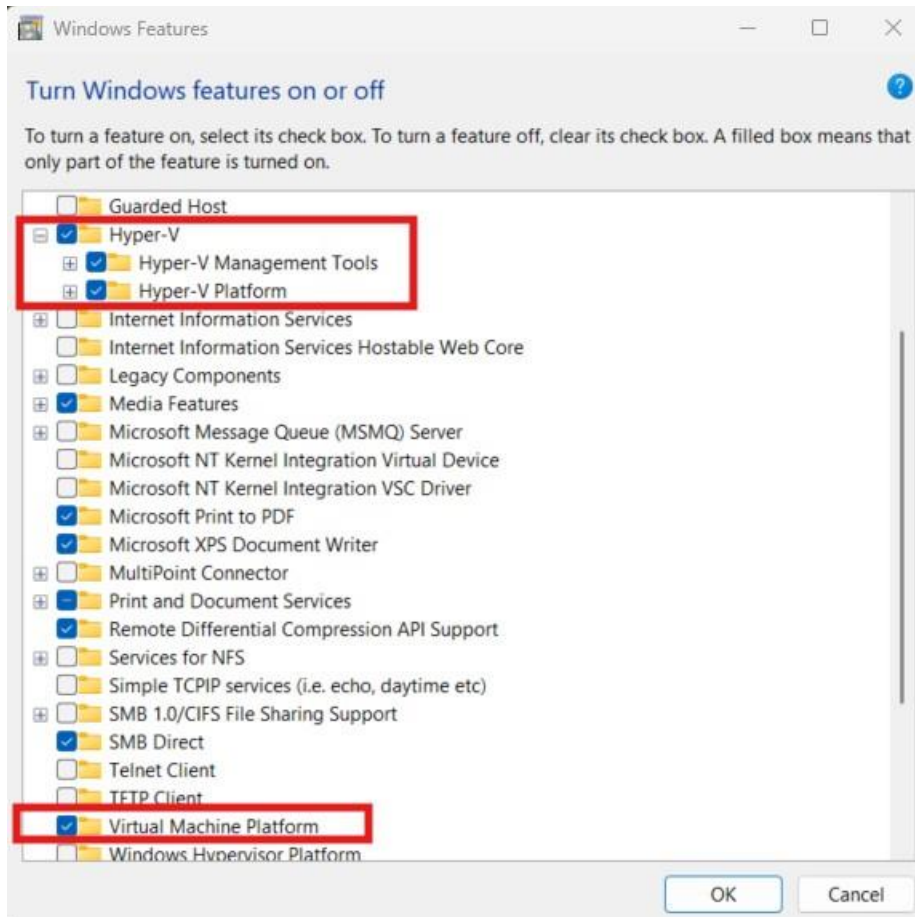 Windows Features
Turn Windows features on or off
?
To turn a feature on, select its check box. To turn a feature off, clear its check box. A filled box means that
only part of the feature is turned on.
Guarded Host
Hyper-V
Hyper-V Management Tools
Hyper-V Platform
Internet Information Services
Internet Information Services Hostable Web Core
Legacy Components
Media Features
Microsoft Message Queue (MSMQ) Server
Microsoft NT Kernel Integration Virtual Device
Microsoft NT Kernel Integration VSC Driver
Microsoft Print to PDF
Microsoft XPS Document Writer
MultiPoint Connector
Print and Document Services
Remote Differential Compression API Support
Services for NFS
Simple TCPIP services (i.e. echo, daytime etc)
SMB 1.0/CIFS File Sharing Support
SMB Direct
Telnet Client
TFTP Client
Virtual Machine Platform
Windows Hypervisor Platform
OK
Cancel